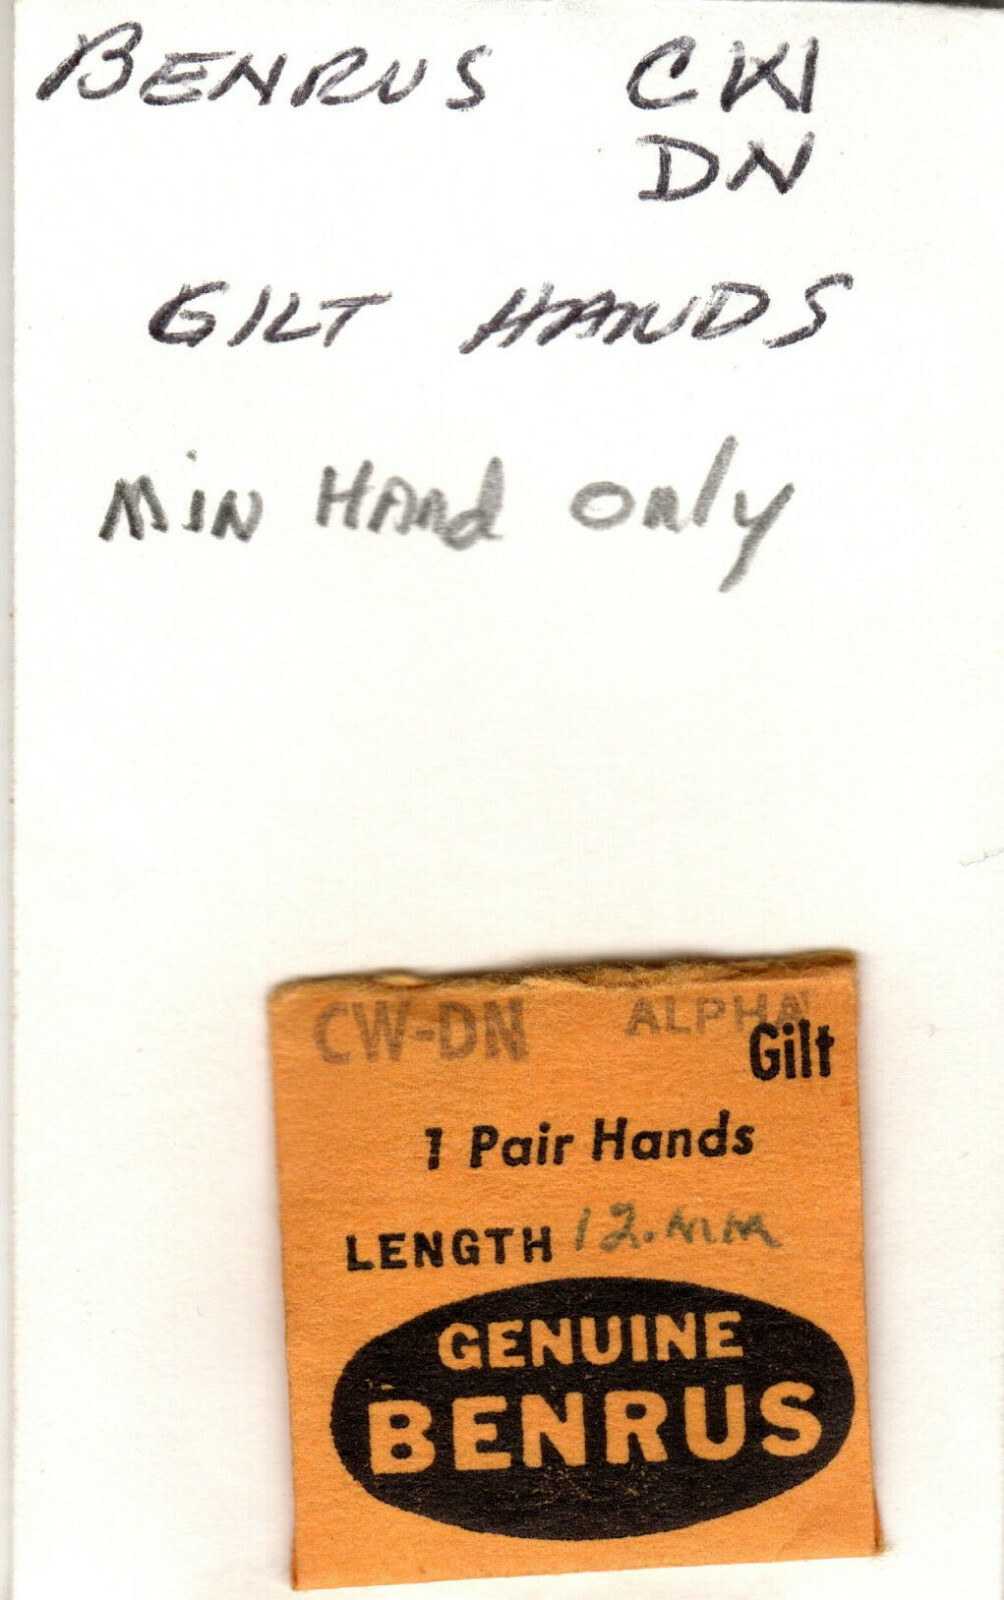 BENRUS CW
DN
GILT HANDS
MIN HAnd Only
CW-DN ALPHA
Gilt
1 Pair Hands
LENGTH 12.MM
GENUINE
BENRUS